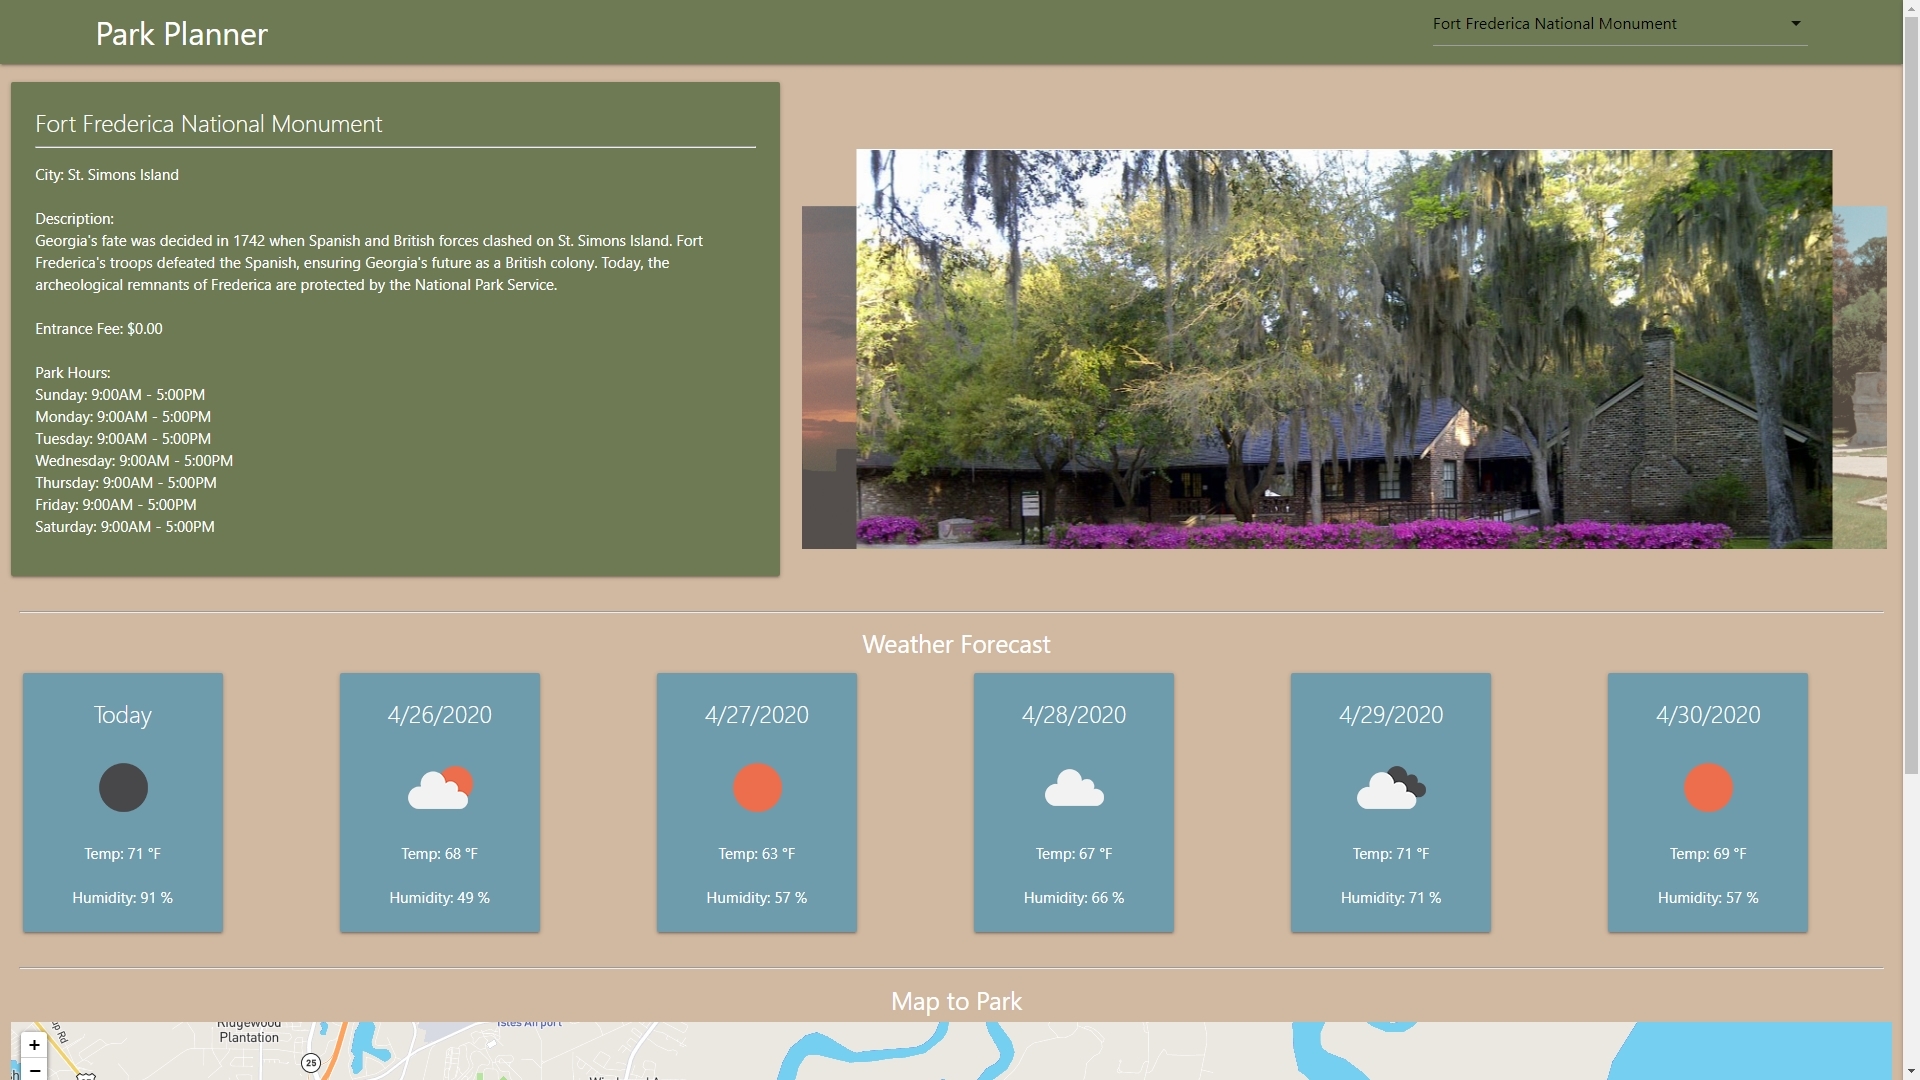 Park Planner
Fort Frederica National Monument
Fort Frederica National Monument
City: St. Simons Island
Description:
Georgia's fate was decided in 1742 when Spanish and British forces clashed on St. Simons Island. Fort
Frederica's troops defeated the Spanish, ensuring Georgia's future as a British colony. Today, the
archeological remnants of Frederica are protected by the National Park Service.
Entrance Fee: $0.00
Park Hours:
Sunday: 9:00AM - 5:00PM
Monday: 9:00AM - 5:00PM
Tuesday: 9:00AM - 5:00PM
Wednesday: 9:00AM - 5:00PM
Thursday: 9:00AM - 5:00PM
Friday: 9:00AM - 5:00PM
Saturday: 9:00AM - 5:00PM
Weather Forecast
Today
Temp: 71 °F
Humidity: 91 %
4/26/2020
Temp: 68 °F
Humidity: 49 %
4/27/2020
Temp: 63 °F
Humidity: 57 %
4/28/2020
Temp: 67 °F
Humidity: 66 %
4/29/2020
Temp: 71 °F
Humidity: 71 %
4/30/2020
Temp: 69 °F
Humidity: 57 %
Map to Park
+
−
Rd
Ridgewood
Plantation
25
Isles Airport